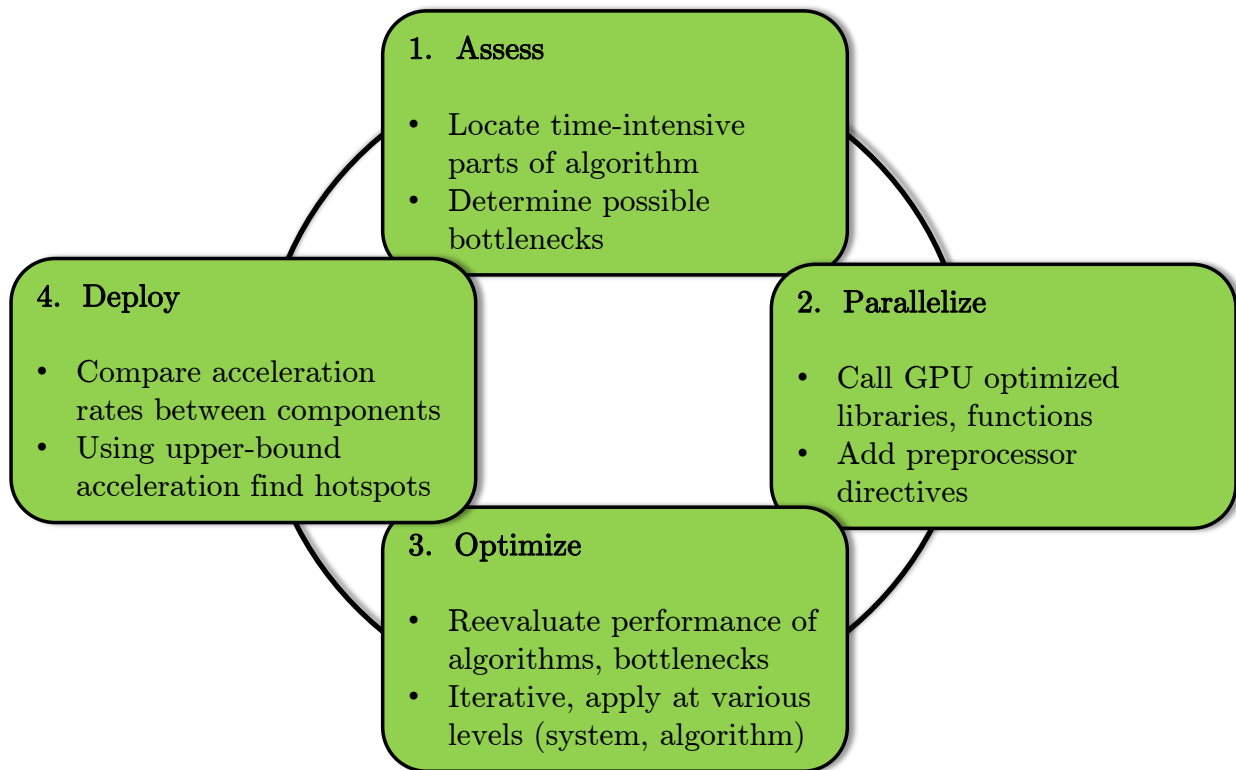 1. Assess
• Locate time-intensive
parts of algorithm
• Determine possible
bottlenecks
2. Parallelize
• Call GPU optimized
libraries, functions
• Add preprocessor
directives
3. Optimize
• Reevaluate performance of
algorithms, bottlenecks
• Iterative, apply at various
levels (system, algorithm)
4. Deploy
• Compare acceleration
rates between components
• Using upper-bound
acceleration find hotspots